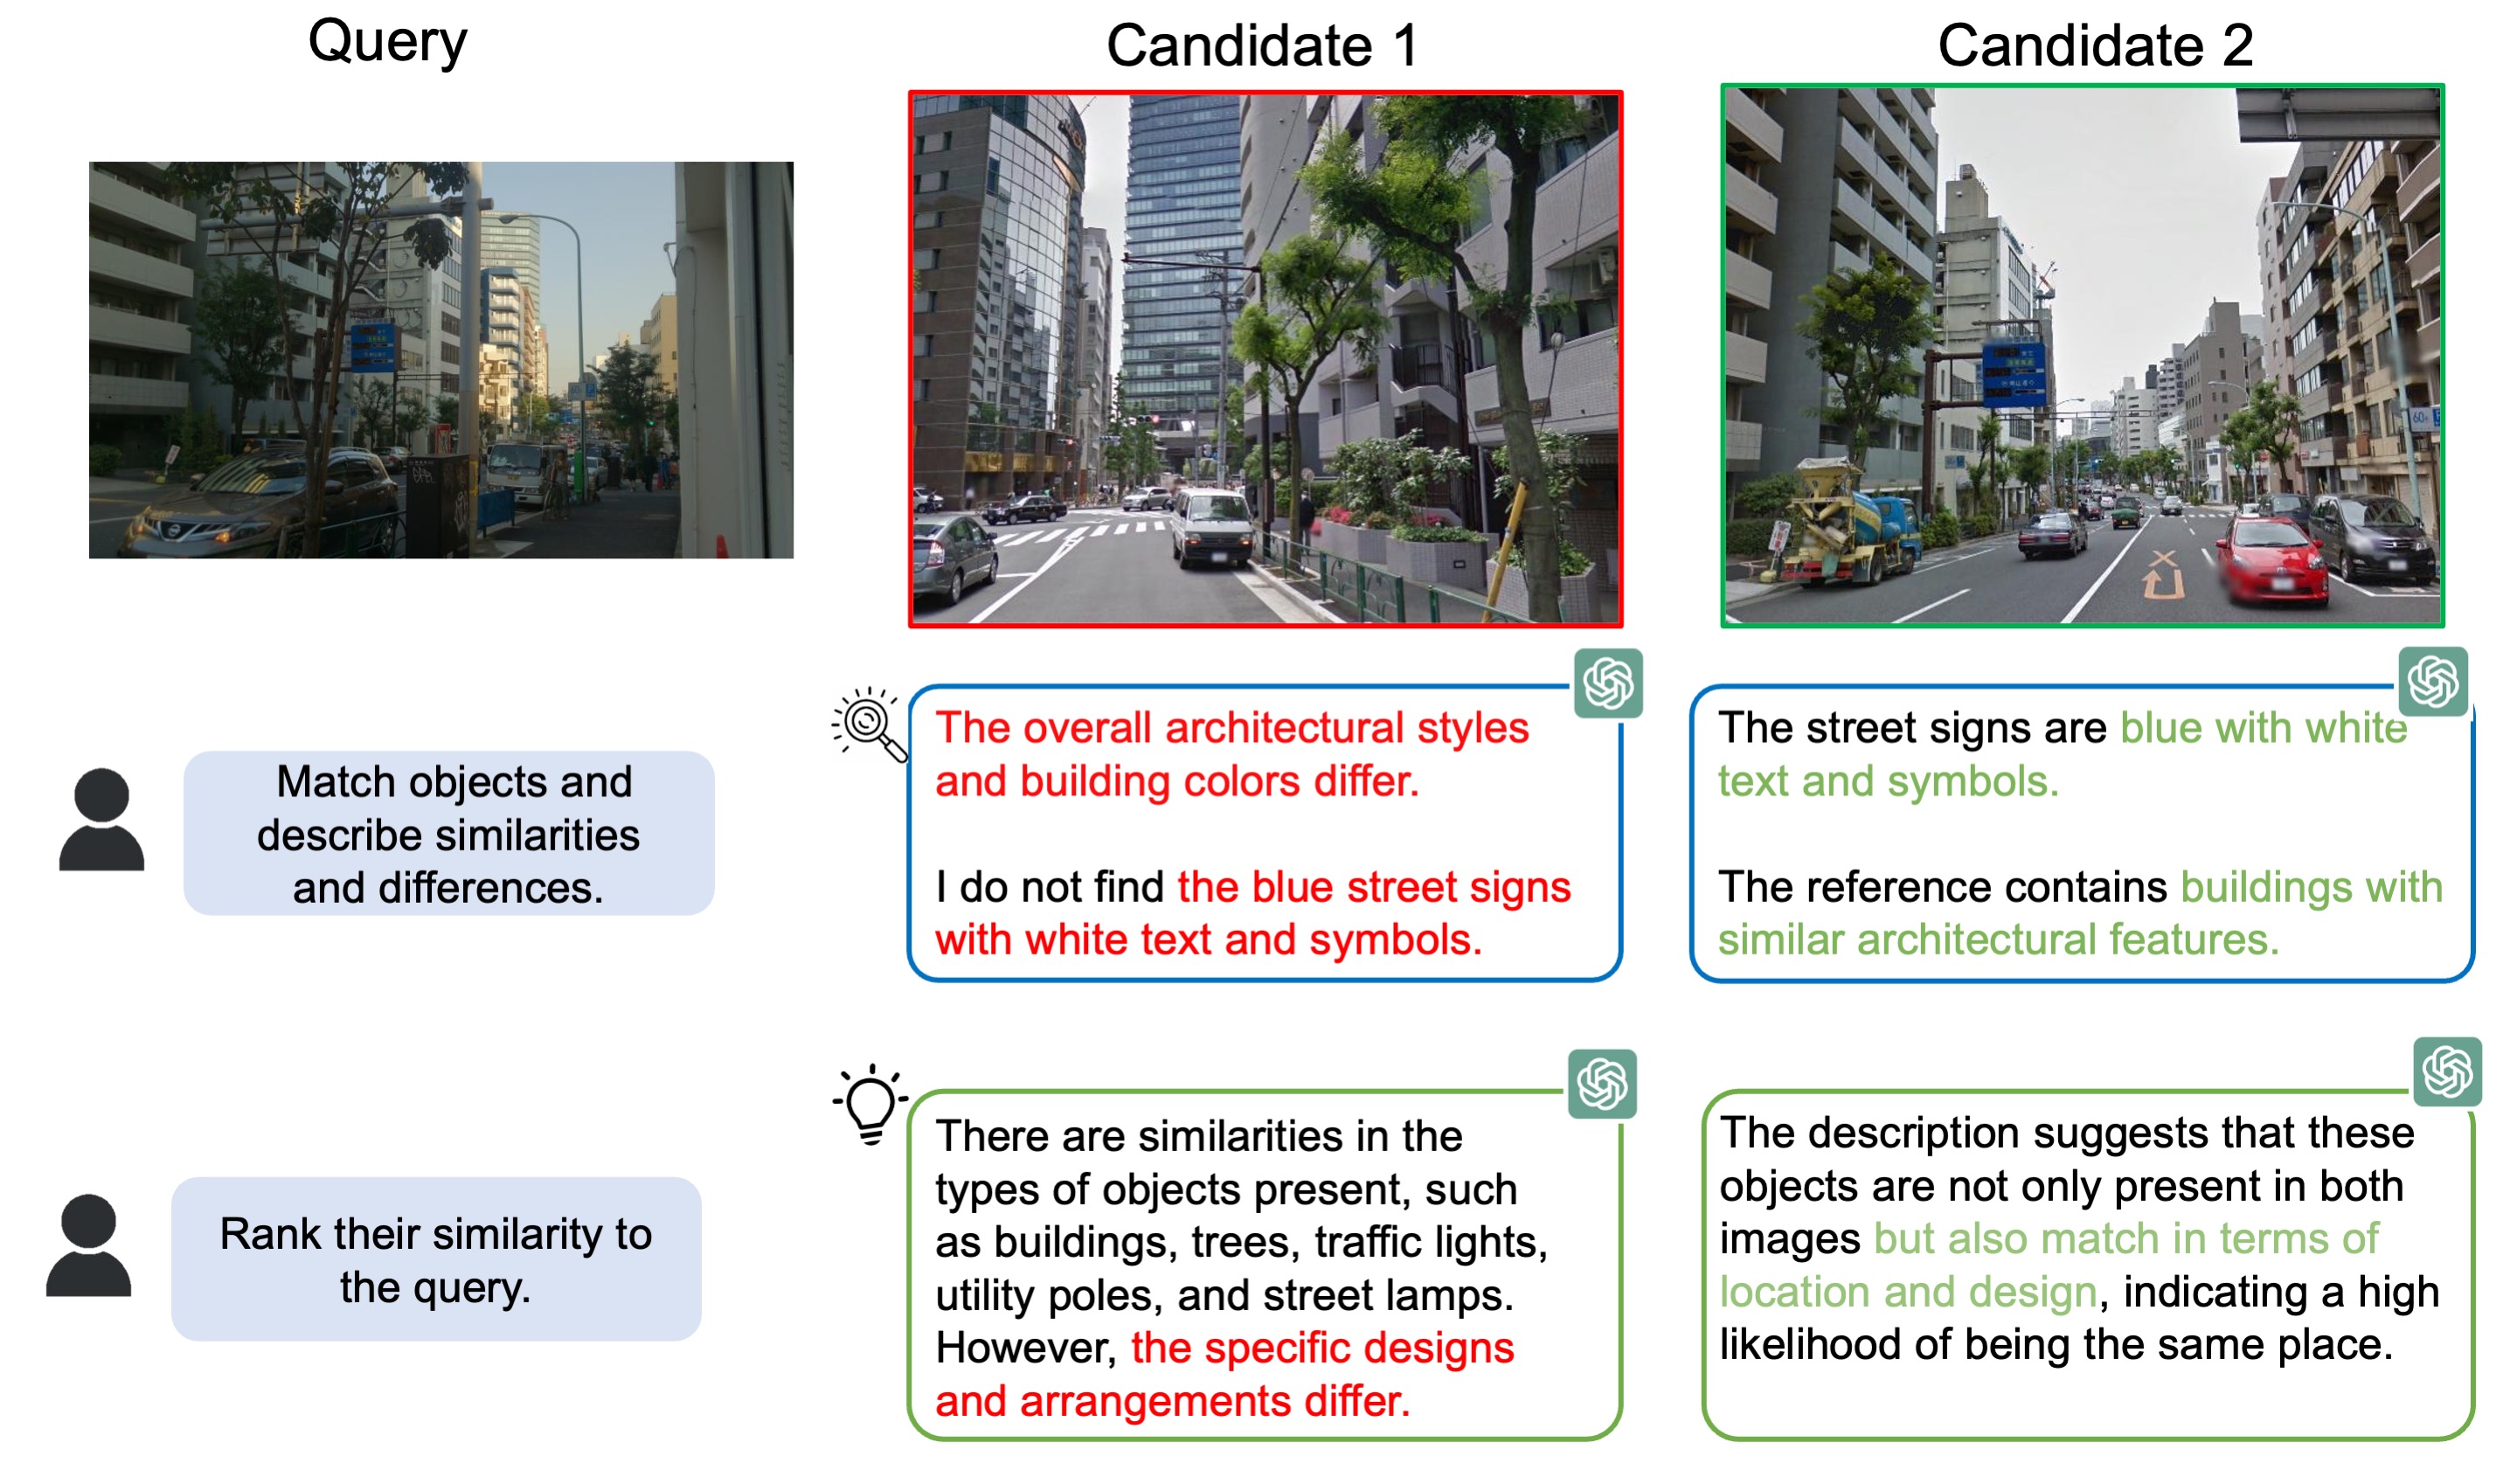 Query
Candidate 1
Candidate 2
Match objects and
describe similarities
and differences.
The overall architectural styles
and building colors differ.
I do not find the blue street signs
with white text and symbols.
The street signs are blue with white
text and symbols.
The reference contains buildings with
similar architectural features.
Rank their similarity to
the query.
There are similarities in the
types of objects present, such
as buildings, trees, traffic lights,
utility poles, and street lamps.
However, the specific designs
and arrangements differ.
The description suggests that these
objects are not only present in both
images but also match in terms of
location and design, indicating a high
likelihood of being the same place.